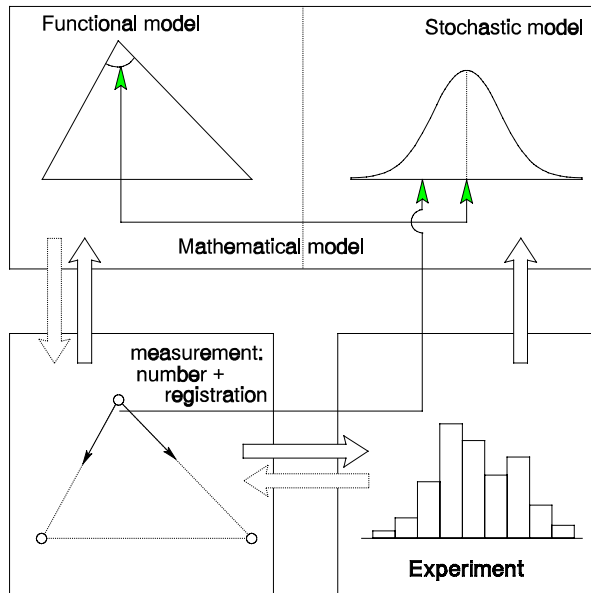 Functional model
Stochastic model
Mathematical model
measurement:
number +
registration
Experiment